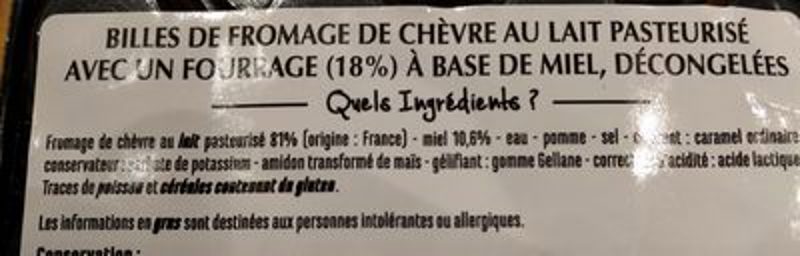 BILLES DE FROMAGE DE CHÈVRE AU LAIT PASTEURISÉ
AVEC UN FOURRAGE (18%) À BASE DE MIEL, DÉCONGELÉES
Quels Ingrédients ?
Fromage de chèvre au lait pasteurisé 81% (origine : France) - miel 10,6% - eau - pomme - sel - : caramel ordinaire
conservateur : de potassium - amidon transformé de maïs - gélifiant : gomme Gellane - d'acidité : acide lactique
Traces de poisson et céréales contenant du gluten.
Les informations en gras sont destinées aux personnes intolérantes ou allergiques.
Conservation :